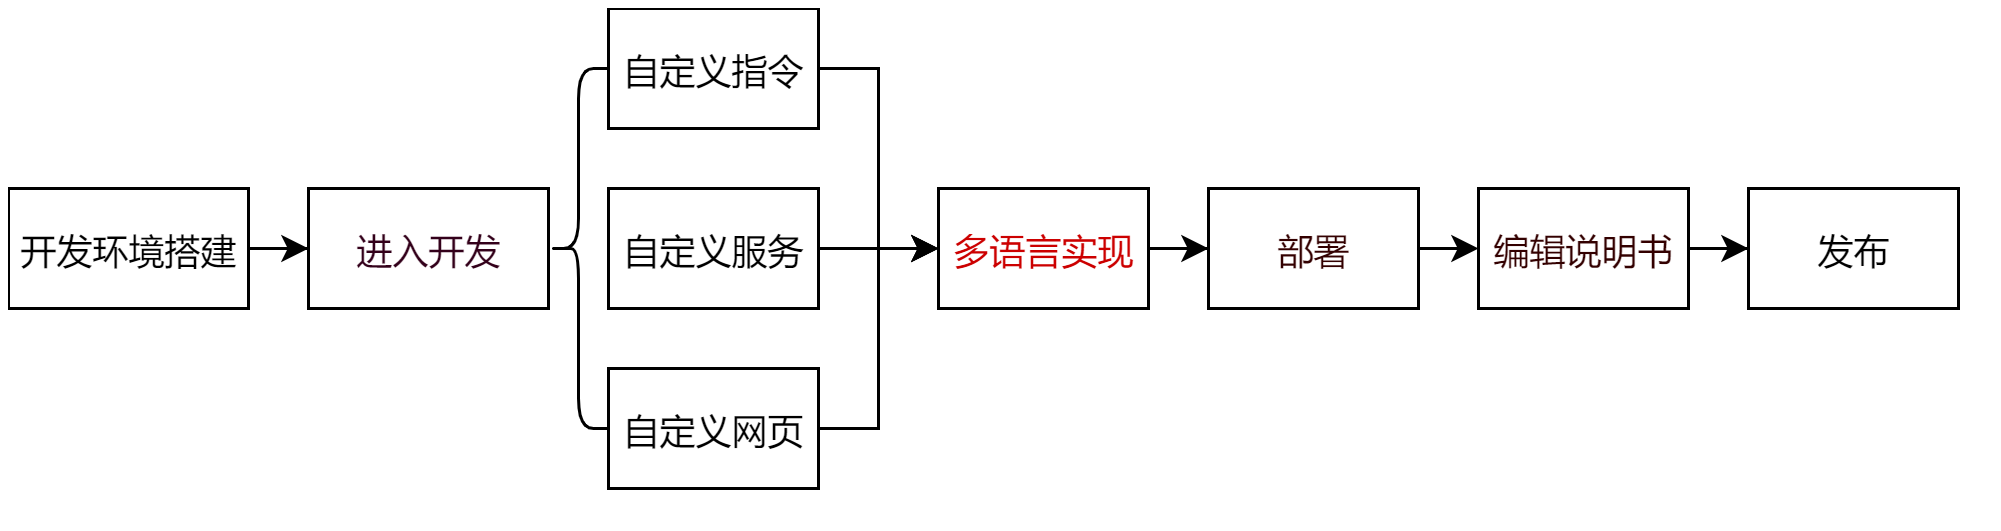 开发环境搭建
进入开发
自定义指令
自定义服务
自定义网页
多语言实现
部署
编辑说明书
发布